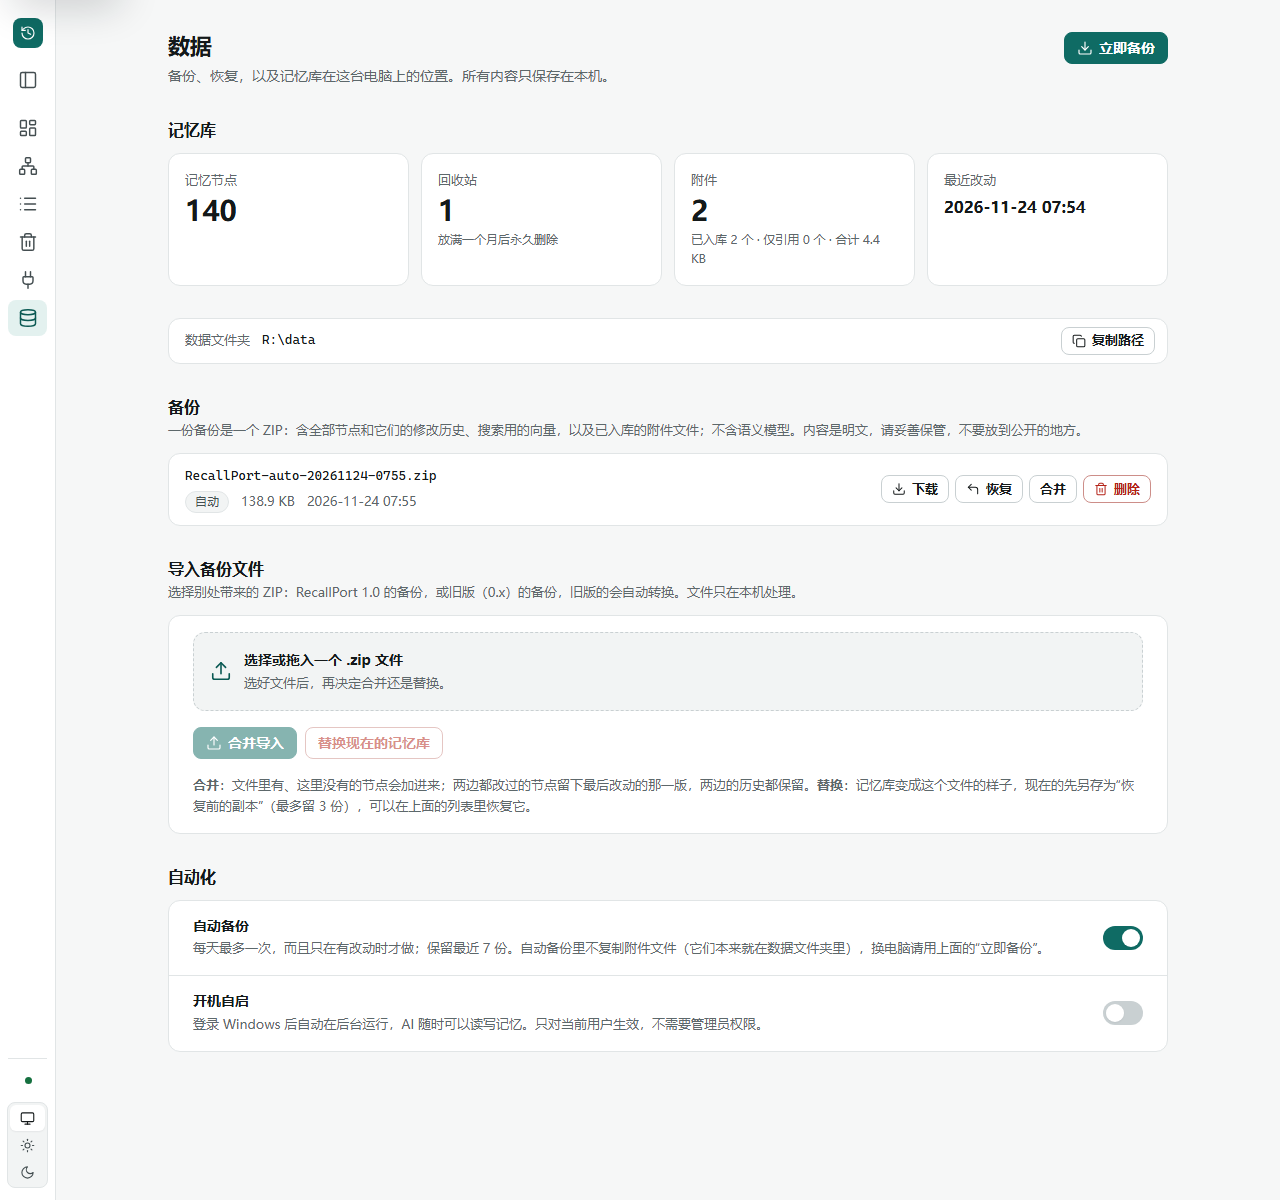 数据
立即备份
备份、恢复，以及记忆库在这台电脑上的位置。所有内容只保存在本机。
记忆库
记忆节点
140
回收站
1
放满一个月后永久删除
附件
2
已入库 2 个 · 仅引用 0 个 · 合计 4.4
KB
最近改动
2026-11-24 07:54
数据文件夹 R:\data
复制路径
备份
一份备份是一个 ZIP：含全部节点和它们的修改历史、搜索用的向量，以及已入库的附件文件；不含语义模型。内容是明文，请妥善保管，不要放到公开的地方。
RecallPort-auto-20261124-0755.zip
自动 138.9 KB 2026-11-24 07:55
下载 恢复 合并 删除
导入备份文件
选择别处带来的 ZIP：RecallPort 1.0 的备份，或旧版（0.x）的备份，旧版的会自动转换。文件只在本机处理。
选择或拖入一个 .zip 文件
选好文件后，再决定合并还是替换。
合并导入 替换现在的记忆库
合并：文件里有、这里没有的节点会加进来；两边都改过的节点留下最后改动的那一版，两边的历史都保留。替换：记忆库变成这个文件的样子，现在的先另存为“恢
复前的副本”（最多留 3 份），可以在上面的列表里恢复它。
自动化
自动备份
每天最多一次，而且只在有改动时才做；保留最近 7 份。自动备份里不复制附件文件（它们本来就在数据文件夹里），换电脑请用上面的“立即备份”。
开机自启
登录 Windows 后自动在后台运行，AI 随时可以读写记忆。只对当前用户生效，不需要管理员权限。